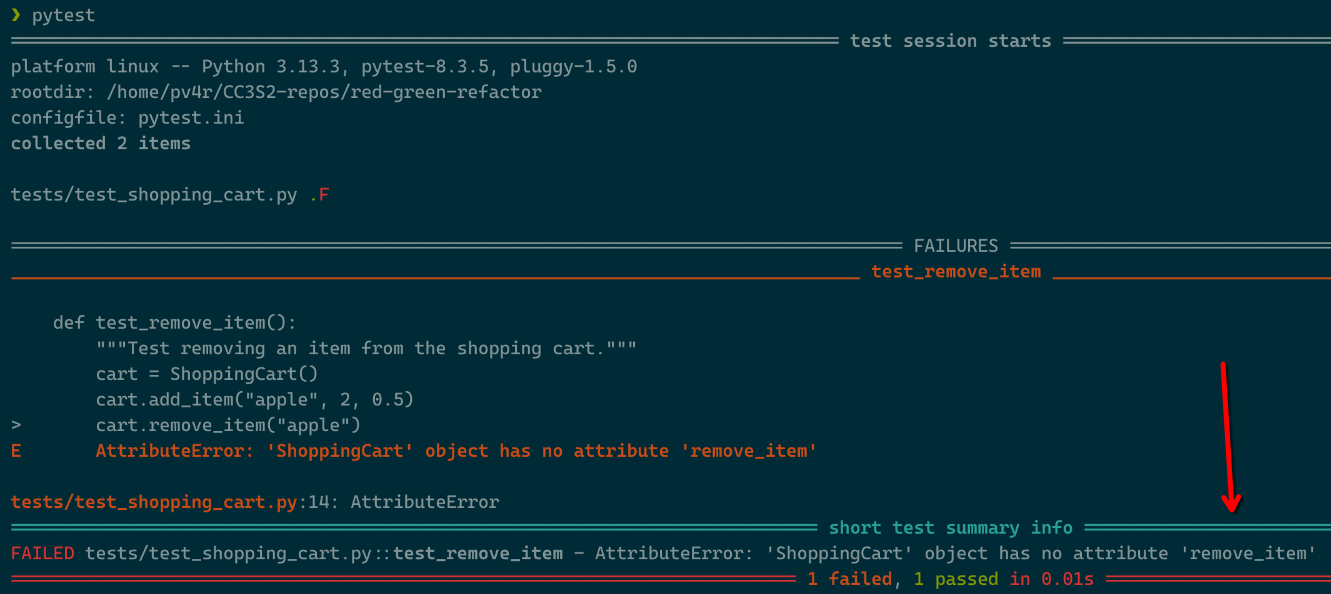 ❯ pytest
test session starts
platform linux -- Python 3.13.3, pytest-8.3.5, pluggy-1.5.0
rootdir: /home/pv4r/CC3S2-repos/red-green-refactor
configfile: pytest.ini
collected 2 items
tests/test_shopping_cart.py .F
FAILURES
test_remove_item
def test_remove_item():
"""Test removing an item from the shopping cart."""
cart = ShoppingCart()
cart.add_item("apple", 2, 0.5)
> cart.remove_item("apple")
E AttributeError: 'ShoppingCart' object has no attribute 'remove_item'
tests/test_shopping_cart.py:14: AttributeError
short test summary info
FAILED tests/test_shopping_cart.py::test_remove_item - AttributeError: 'ShoppingCart' object has no attribute 'remove_item'
1 failed, 1 passed in 0.01s